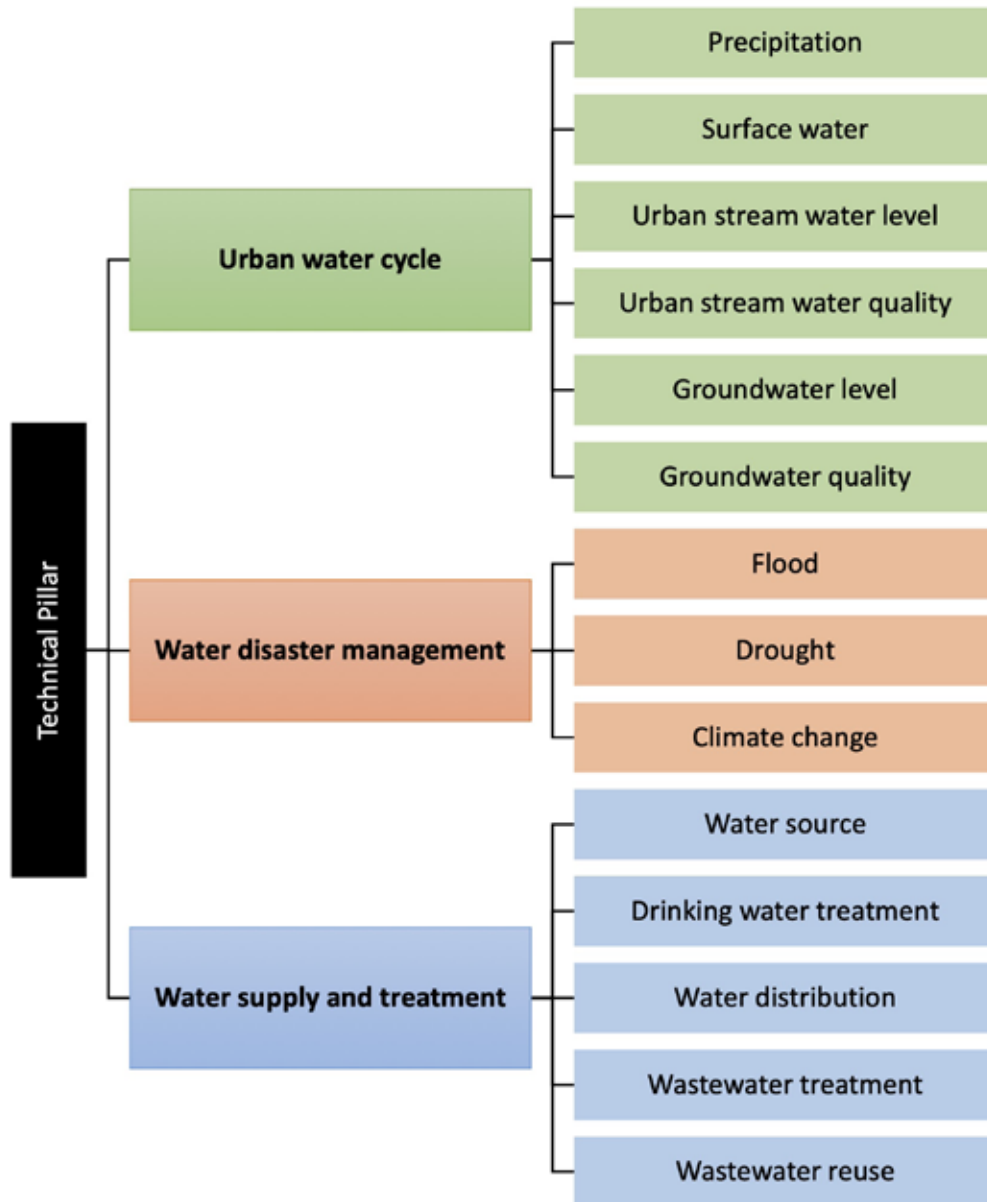 Technical Pillar
Urban water cycle
Precipitation
Surface water
Urban stream water level
Urban stream water quality
Groundwater level
Groundwater quality
Water disaster management
Flood
Drought
Climate change
Water supply and treatment
Water source
Drinking water treatment
Water distribution
Wastewater treatment
Wastewater reuse